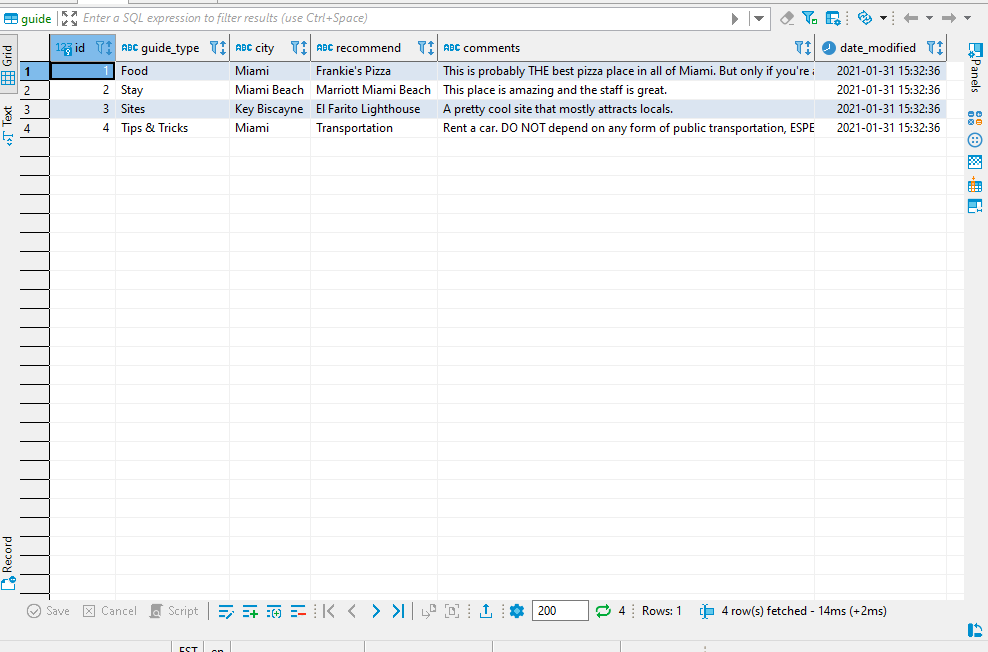 guide Enter a SQL expression to filter results (use Ctrl+Space)
Grid
Text
Record
Panels
123 id ABC guide_type ABC city ABC recommend ABC comments date_modified
1 1 Food Miami Frankie's Pizza This is probably THE best pizza place in all of Miami. But only if you're a 2021-01-31 15:32:36
2 2 Stay Miami Beach Marriott Miami Beach This place is amazing and the staff is great. 2021-01-31 15:32:36
3 3 Sites Key Biscayne El Farito Lighthouse A pretty cool site that mostly attracts locals. 2021-01-31 15:32:36
4 4 Tips & Tricks Miami Transportation Rent a car. DO NOT depend on any form of public transportation, ESPE 2021-01-31 15:32:36
Save Cancel Script 200 4 Rows: 1 4 row(s) fetched - 14ms (+2ms)
EST en